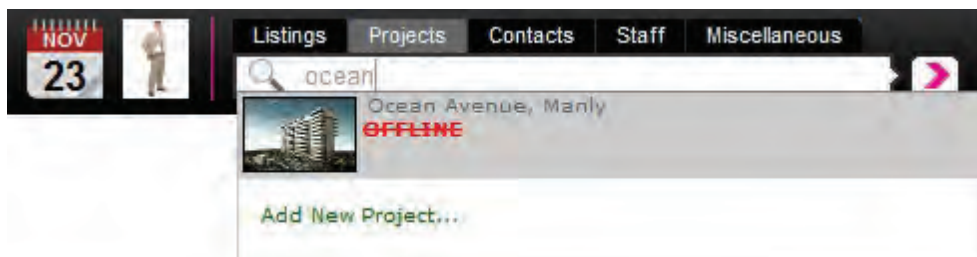 NOV
23
Listings Projects Contacts Staff Miscellaneous
ocean
Ocean Avenue, Manly
OFFLINE
Add New Project...